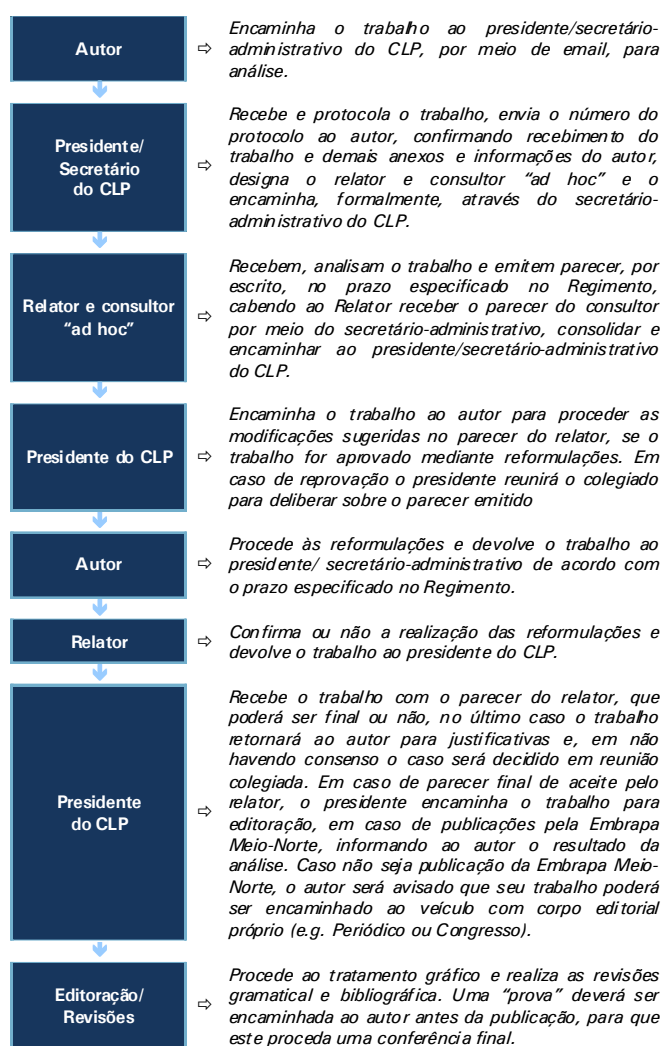 Autor
⇨
Encaminha o trabalho ao presidente/secretário-
administrativo do CLP, por meio de email, para
análise.
Presidente/
Secretário
do CLP
⇨
Recebe e protocola o trabalho, envia o número do
protocolo ao autor, confirmando recebimento do
trabalho e demais anexos e informações do autor,
designa o relator e consultor “ad hoc” e o
encaminha, formalmente, através do secretário-
administrativo do CLP.
Relator e consultor
“ad hoc”
⇨
Recebem, analisam o trabalho e emitem parecer, por
escrito, no prazo especificado no Regimento,
cabendo ao Relator receber o parecer do consultor
por meio do secretário-administrativo, consolidar e
encaminhar ao presidente/secretário-administrativo
do CLP.
Presidente do CLP
⇨
Encaminha o trabalho ao autor para proceder as
modificações sugeridas no parecer do relator, se o
trabalho for aprovado mediante reformulações. Em
caso de reprovação o presidente reunirá o colegiado
para deliberar sobre o parecer emitido
Autor
⇨
Procede às reformulações e devolve o trabalho ao
presidente/ secretário-administrativo de acordo com
o prazo especificado no Regimento.
Relator
⇨
Confirma ou não a realização das reformulações e
devolve o trabalho ao presidente do CLP.
Presidente
do CLP
⇨
Recebe o trabalho com o parecer do relator, que
poderá ser final ou não, no último caso o trabalho
retornará ao autor para justificativas e, em não
havendo consenso o caso será decidido em reunião
colegiada. Em caso de parecer final de aceite pelo
relator, o presidente encaminha o trabalho para
editoração, em caso de publicações pela Embrapa
Meio-Norte, informando ao autor o resultado da
análise. Caso não seja publicação da Embrapa Meio-
Norte, o autor será avisado que seu trabalho poderá
ser encaminhado ao veículo com corpo editorial
próprio (e.g. Periódico ou Congresso).
Editoração/
Revisões
⇨
Procede ao tratamento gráfico e realiza as revisões
gramatical e bibliográfica. Uma “prova” deverá ser
encaminhada ao autor antes da publicação, para que
este proceda uma conferência final.